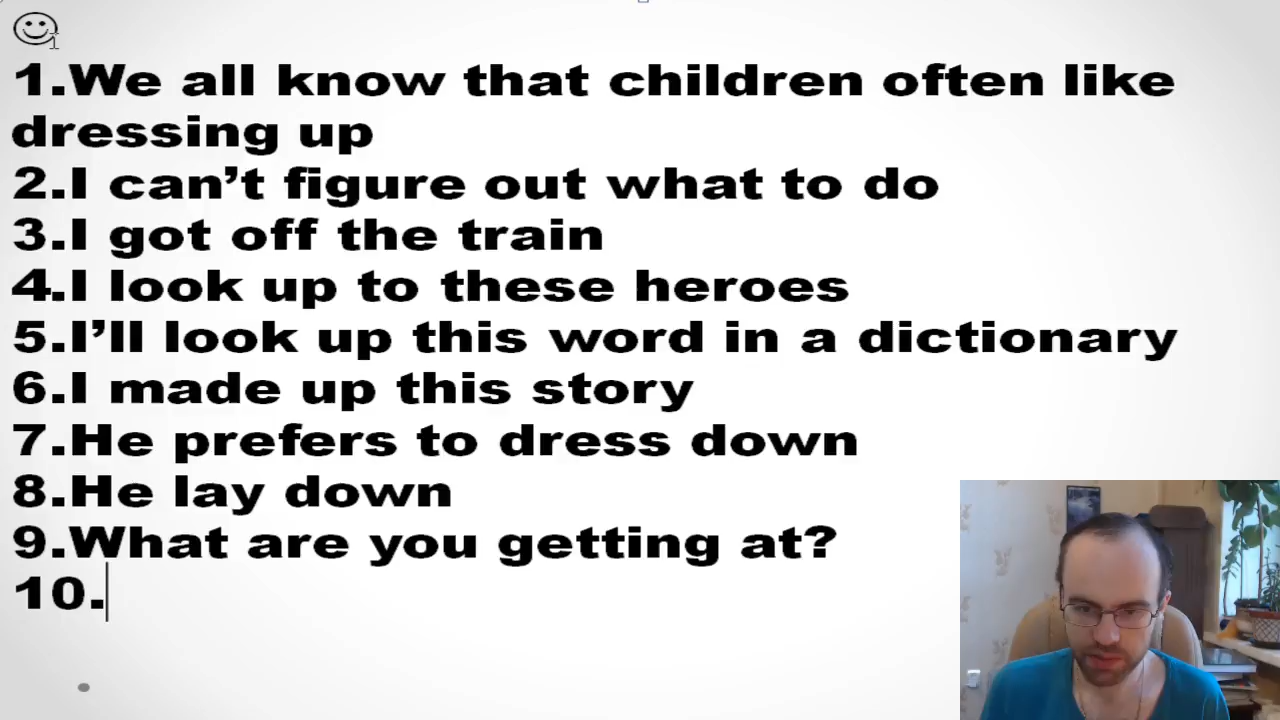 1.We all know that children often like
dressing up
2.I can’t figure out what to do
3.I got off the train
4.I look up to these heroes
5.I’ll look up this word in a dictionary
6.I made up this story
7.He prefers to dress down
8.He lay down
9.What are you getting at?
10.